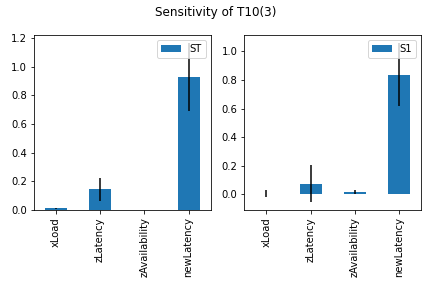 Sensitivity of T10(3)
ST
1.2
1.0
0.8
0.6
0.4
0.2
0.0
xLoad
zLatency
zAvailability
newLatency
S1
1.0
0.8
0.6
0.4
0.2
0.0
xLoad
zLatency
zAvailability
newLatency